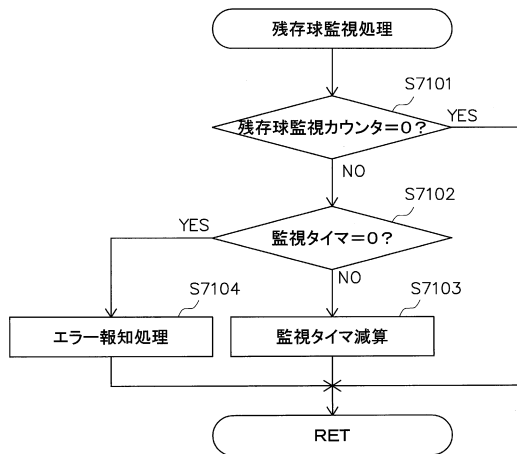 残存球監視処理
S7101
残存球監視カウンタ=0?
YES
NO
S7102
YES
監視タイマ=0?
NO
S7104
S7103
エラー報知処理
監視タイマ減算
RET